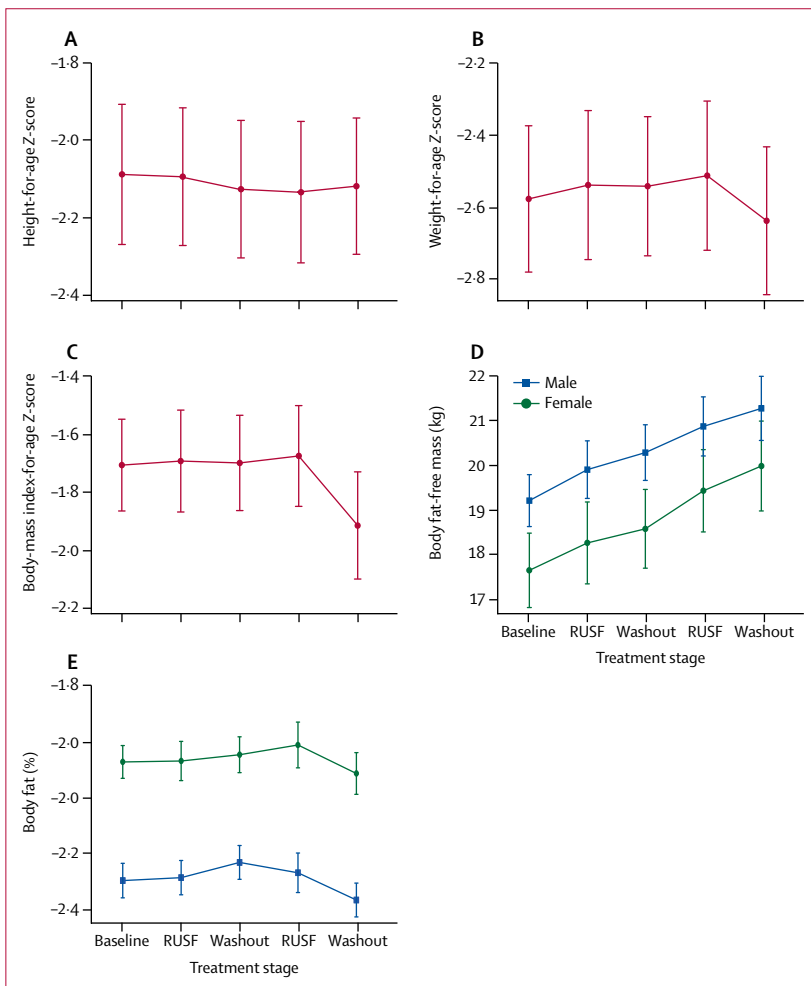 A
–1·8
–2·0
–2·2
–2·4
Height-for-age Z-score
B
–2·2
–2·4
–2·6
–2·8
Weight-for-age Z-score
C
–1·4
–1·6
–1·8
–2·0
–2·2
Body-mass index-for-age Z-score
D
22
21
20
19
18
17
Body fat-free mass (kg)
Male
Female
Baseline RUSF Washout RUSF Washout
Treatment stage
E
–1·8
–2·0
–2·0
–2·2
–2·4
Body fat (%)
Baseline RUSF Washout RUSF Washout
Treatment stage